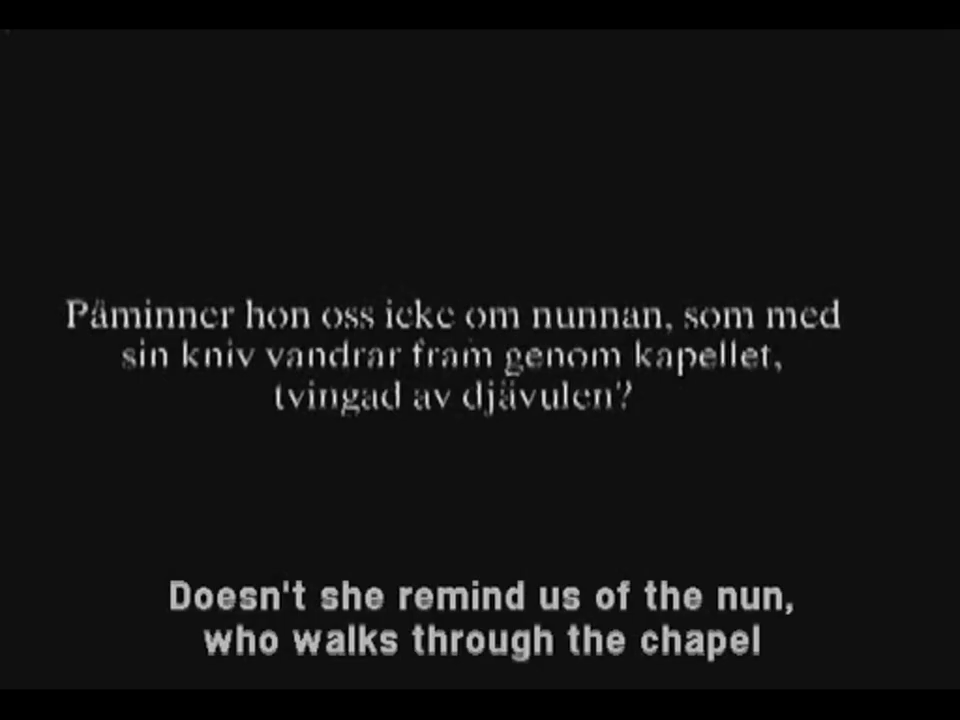 Påminner hon oss icke om nunnan, som med
sin kniv vandrar fram genom kapellet,
tvingad av djävulen?
Doesn't she remind us of the nun,
who walks through the chapel